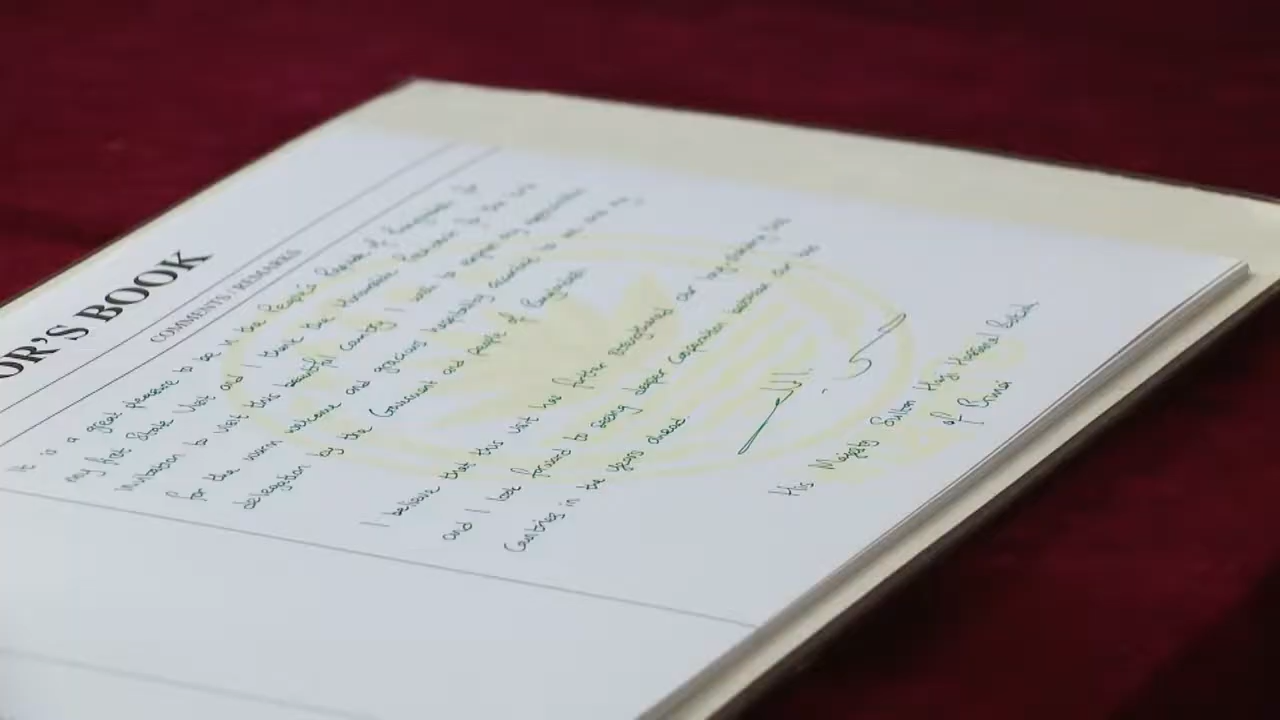 OR'S BOOK
COMMENTS / REMARKS
It is a great pleasure to be in the People's Republic of Bangladesh for
my first State Visit and I thank the Honourable President for the kind
invitation to visit this beautiful country. I wish to express my appreciation
for the warm welcome and gracious hospitality accorded to me and my
delegation by the Government and people of Bangladesh.
I believe that this visit has further strengthened our long standing ties
and I look forward to seeing deeper cooperation between our two
Countries in the years ahead.
His Majesty Sultan Haji Hassanal Bolkiah
of Brunei